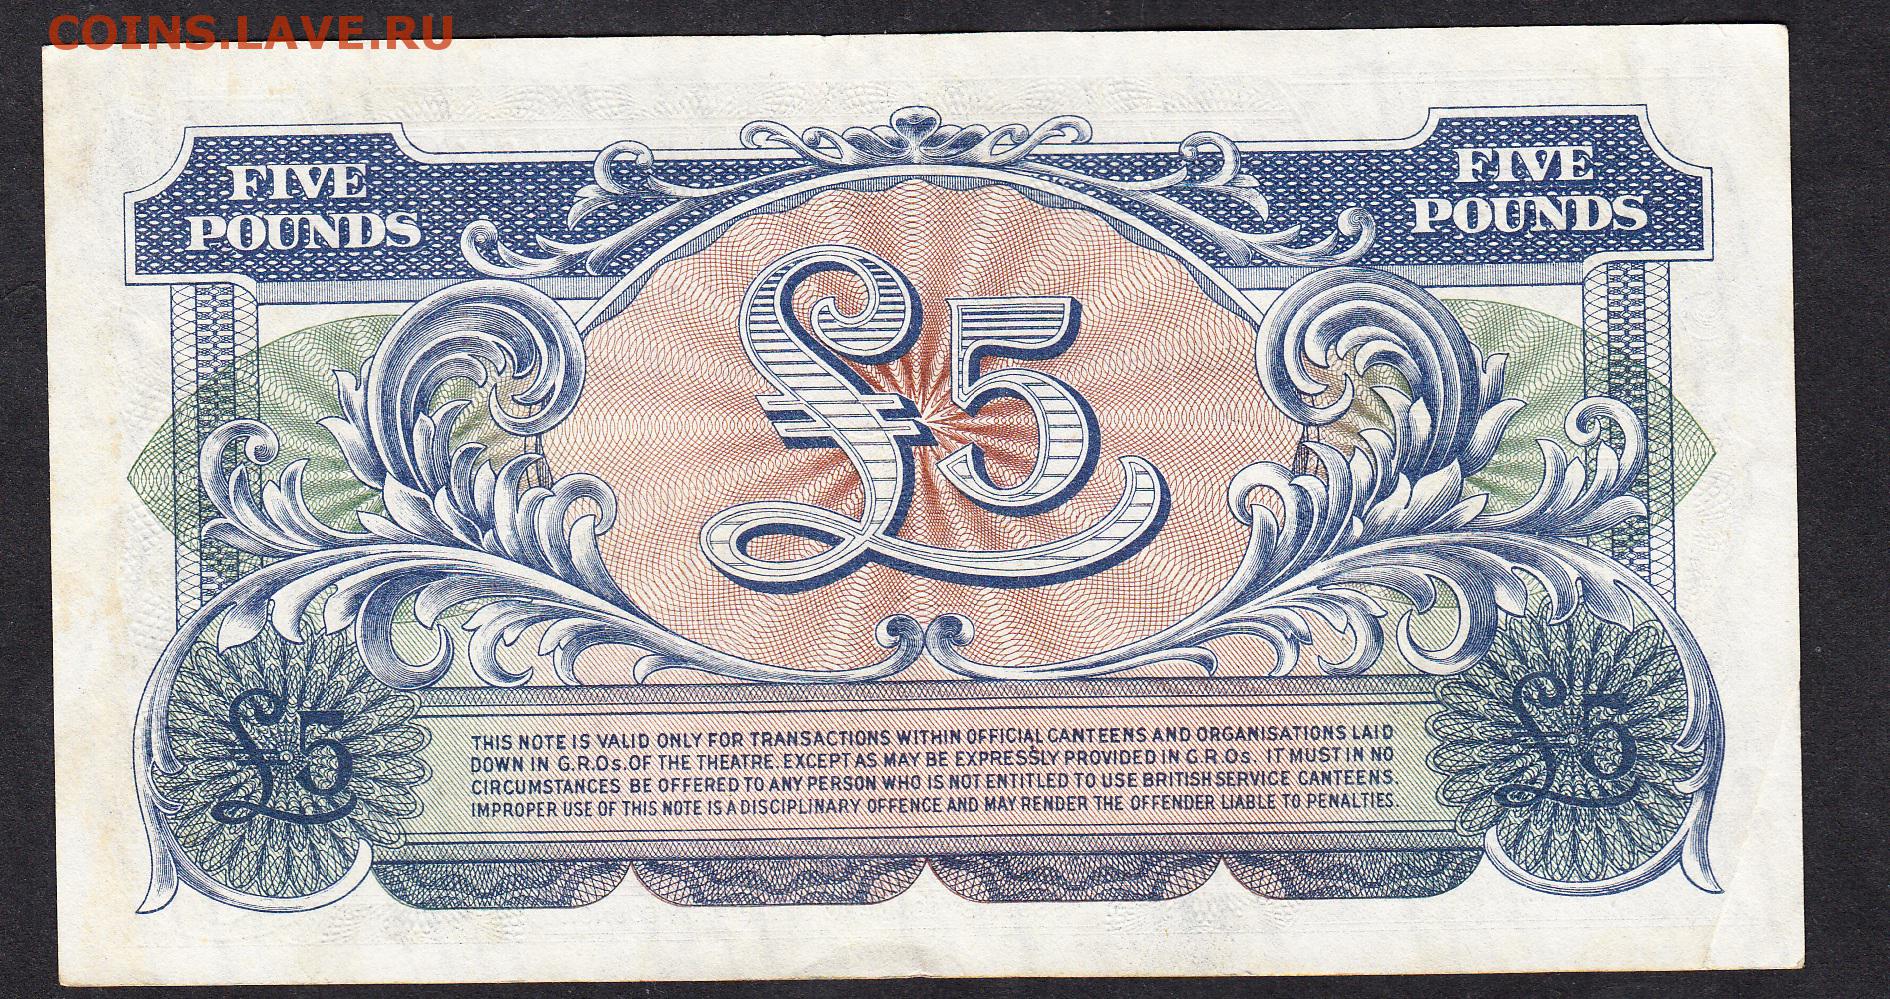 COINS.LAVE.RU
FIVE
POUNDS
FIVE
POUNDS
£5
THIS NOTE IS VALID ONLY FOR TRANSACTIONS WITHIN OFFICIAL CANTEENS AND ORGANISATIONS LAID
DOWN IN G.R.Os. OF THE THEATRE. EXCEPT AS MAY BE EXPRESSLY PROVIDED IN G.R.Os. IT MUST IN NO
CIRCUMSTANCES BE OFFERED TO ANY PERSON WHO IS NOT ENTITLED TO USE BRITISH SERVICE CANTEENS.
IMPROPER USE OF THIS NOTE IS A DISCIPLINARY OFFENCE AND MAY RENDER THE OFFENDER LIABLE TO PENALTIES.
£5
£5